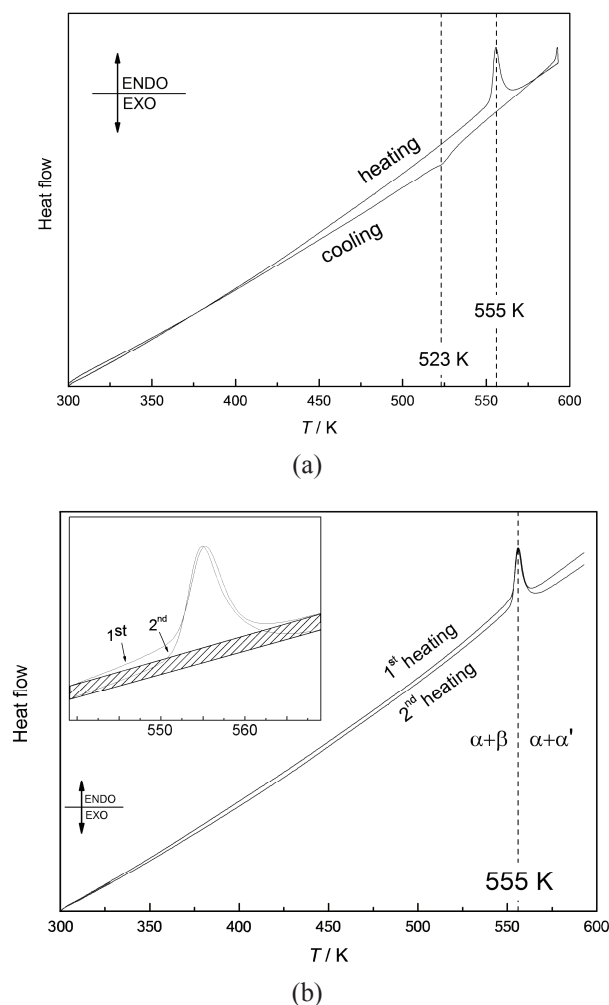 ENDO
EXO
Heat flow
heating
cooling
555 K
523 K
300 350 400 450 500 550 600
T / K
(a)
1st
2nd
550 560
Heat flow
1st heating
2nd heating
α+β α+α'
ENDO
EXO
555 K
300 350 400 450 500 550 600
T / K
(b)